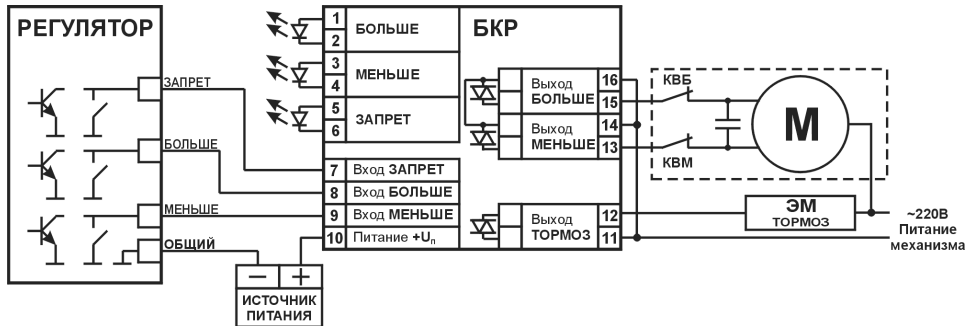 РЕГУЛЯТОР
ЗАПРЕТ
БОЛЬШЕ
МЕНЬШЕ
ОБЩИЙ
1
2
БОЛЬШЕ
3
4
МЕНЬШЕ
5
6
ЗАПРЕТ
БКР
7 Вход ЗАПРЕТ
8 Вход БОЛЬШЕ
9 Вход МЕНЬШЕ
10 Питание +Uп
Выход
БОЛЬШЕ
16
15
Выход
МЕНЬШЕ
14
13
Выход
ТОРМОЗ
12
11
КВБ
КВМ
М
ЭМ
ТОРМОЗ
~220В
Питание
механизма
− +
ИСТОЧНИК
ПИТАНИЯ